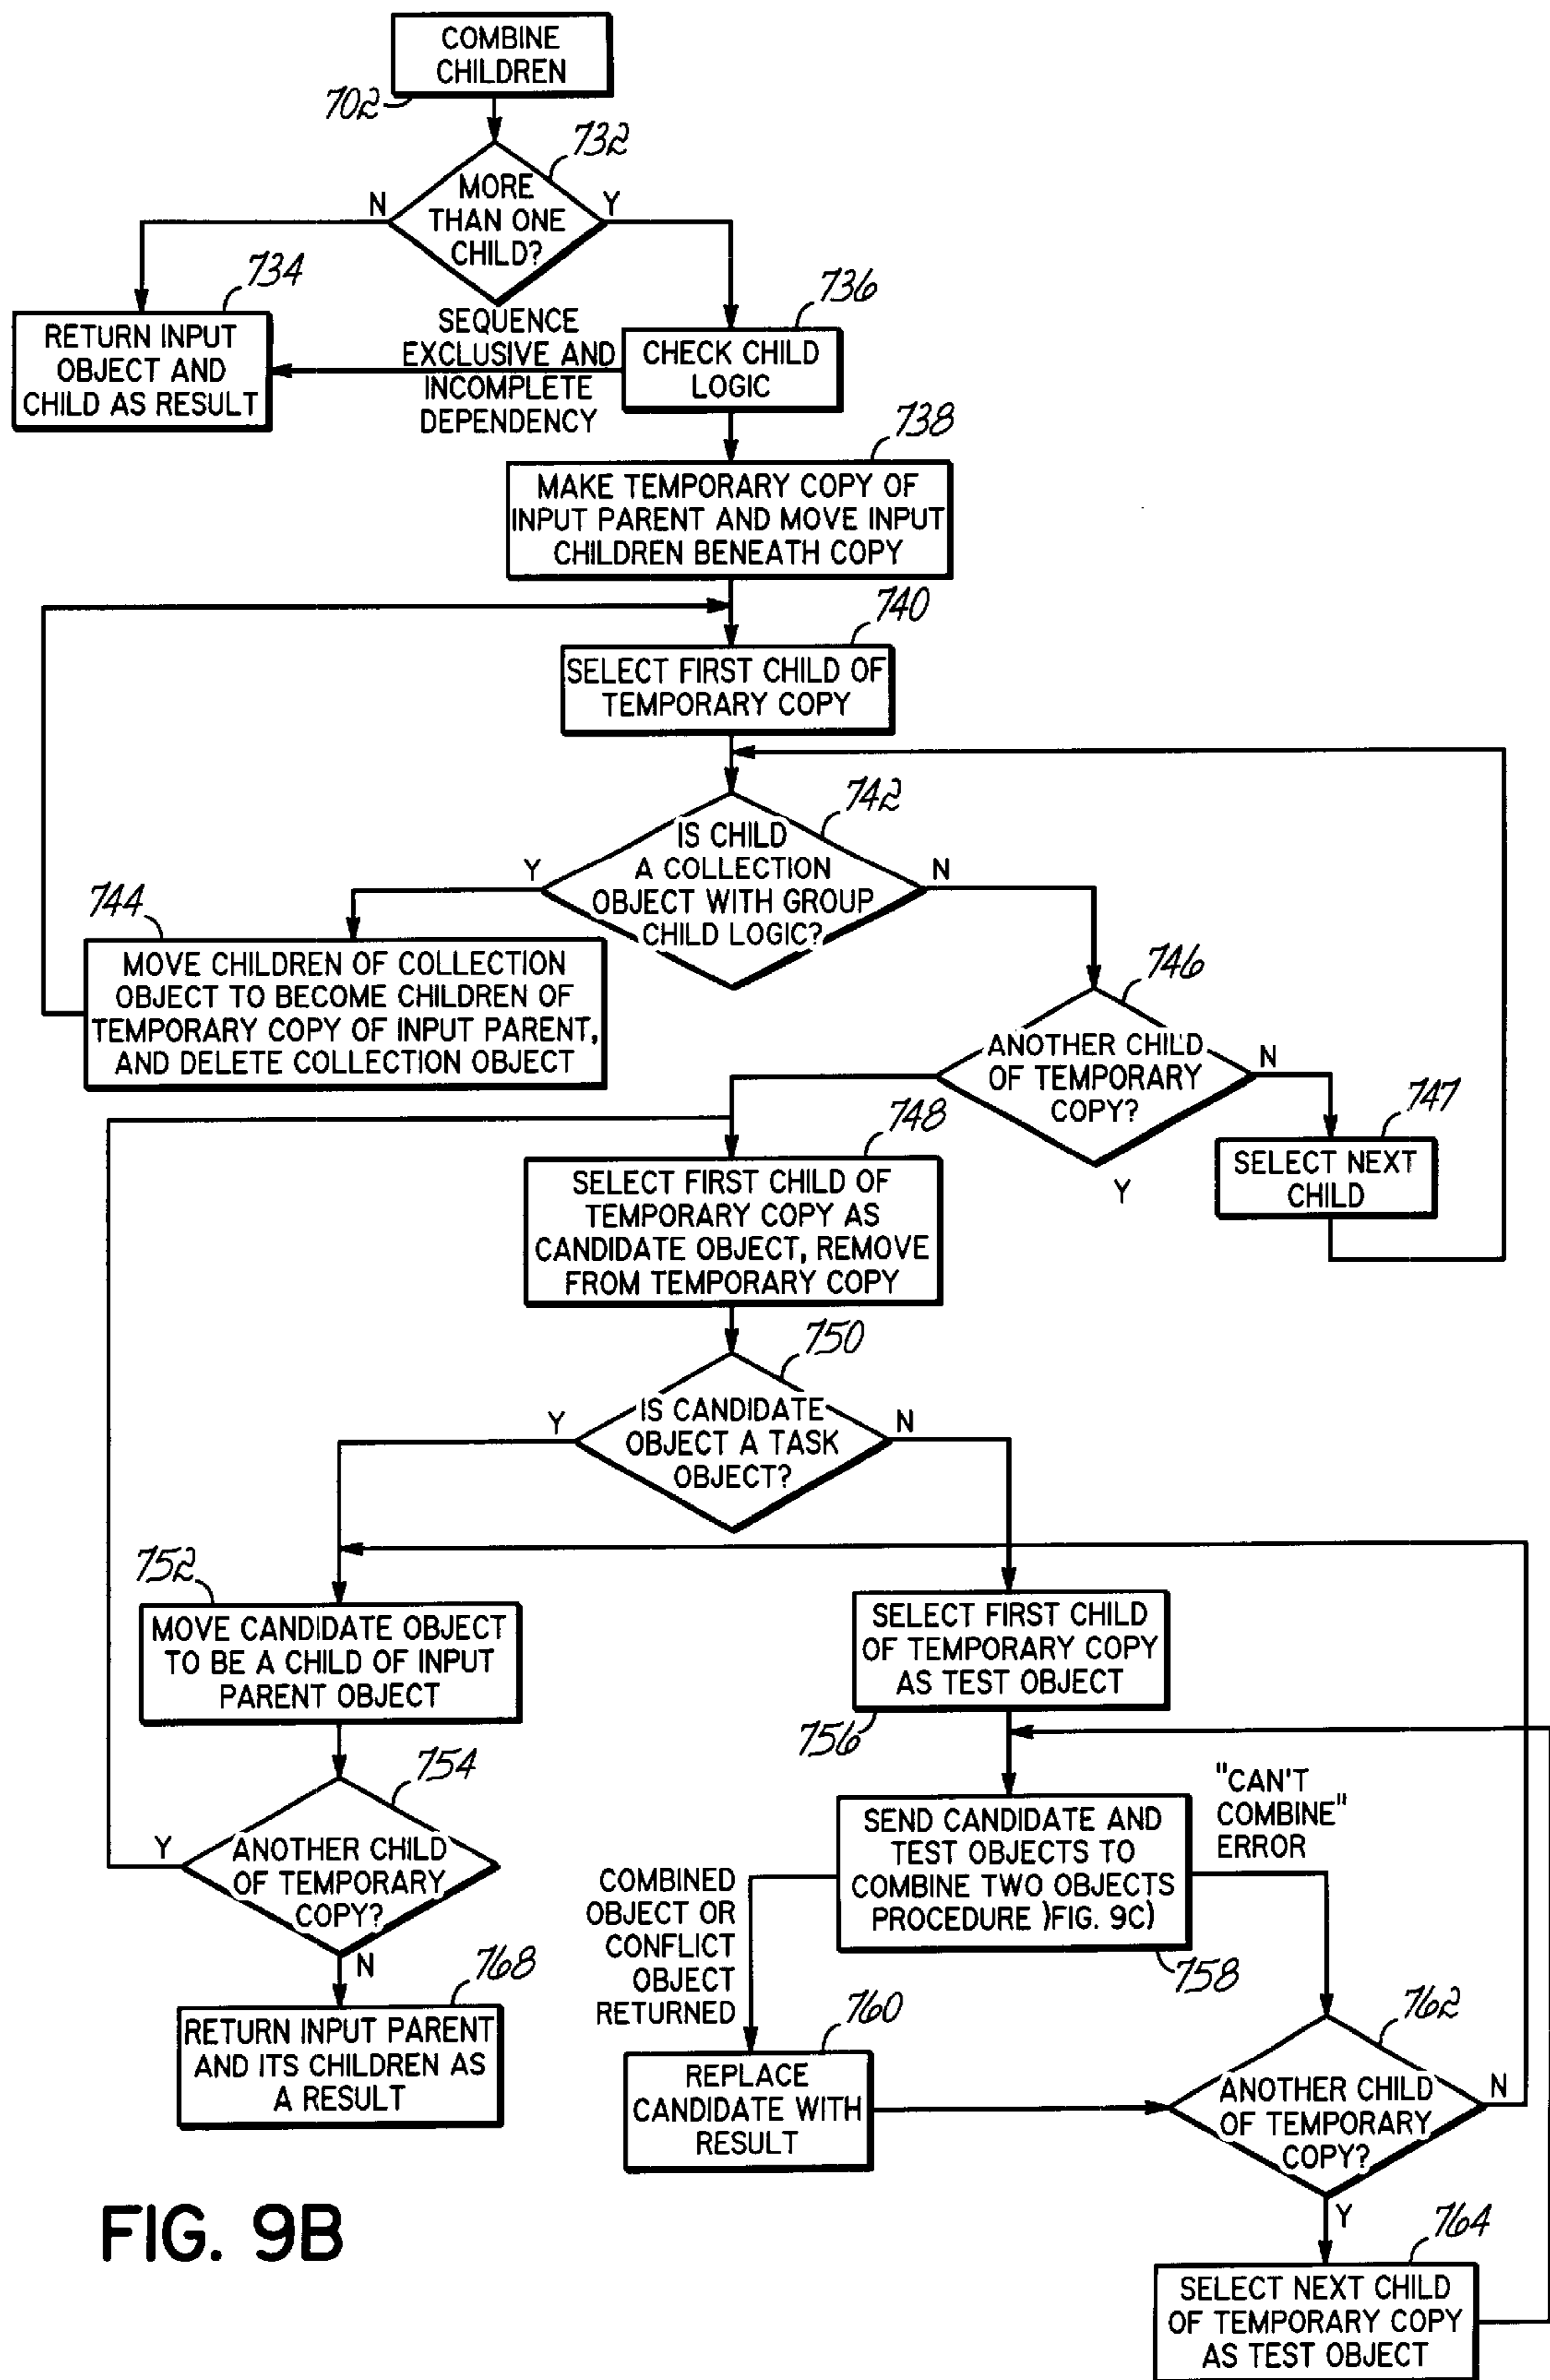 COMBINE
CHILDREN
702
732
MORE
THAN ONE
CHILD?
N
Y
734
RETURN INPUT
OBJECT AND
CHILD AS RESULT
SEQUENCE
EXCLUSIVE AND
INCOMPLETE
DEPENDENCY
736
CHECK CHILD
LOGIC
738
MAKE TEMPORARY COPY OF
INPUT PARENT AND MOVE INPUT
CHILDREN BENEATH COPY
740
SELECT FIRST CHILD OF
TEMPORARY COPY
742
IS CHILD
A COLLECTION
OBJECT WITH GROUP
CHILD LOGIC?
Y
N
744
MOVE CHILDREN OF COLLECTION
OBJECT TO BECOME CHILDREN OF
TEMPORARY COPY OF INPUT PARENT,
AND DELETE COLLECTION OBJECT
746
ANOTHER CHILD
OF TEMPORARY
COPY?
N
Y
747
SELECT NEXT
CHILD
748
SELECT FIRST CHILD OF
TEMPORARY COPY AS
CANDIDATE OBJECT, REMOVE
FROM TEMPORARY COPY
750
IS CANDIDATE
OBJECT A TASK
OBJECT?
Y
N
752
MOVE CANDIDATE OBJECT
TO BE A CHILD OF INPUT
PARENT OBJECT
754
ANOTHER CHILD
OF TEMPORARY
COPY?
Y
N
768
RETURN INPUT PARENT
AND ITS CHILDREN AS
A RESULT
SELECT FIRST CHILD
OF TEMPORARY COPY
AS TEST OBJECT
756
SEND CANDIDATE AND
TEST OBJECTS TO
COMBINE TWO OBJECTS
PROCEDURE )FIG. 9C)
758
"CAN'T
COMBINE"
ERROR
COMBINED
OBJECT OR
CONFLICT
OBJECT
RETURNED
760
REPLACE
CANDIDATE WITH
RESULT
762
ANOTHER CHILD
OF TEMPORARY
COPY?
N
Y
764
SELECT NEXT CHILD
OF TEMPORARY COPY
AS TEST OBJECT
FIG. 9B